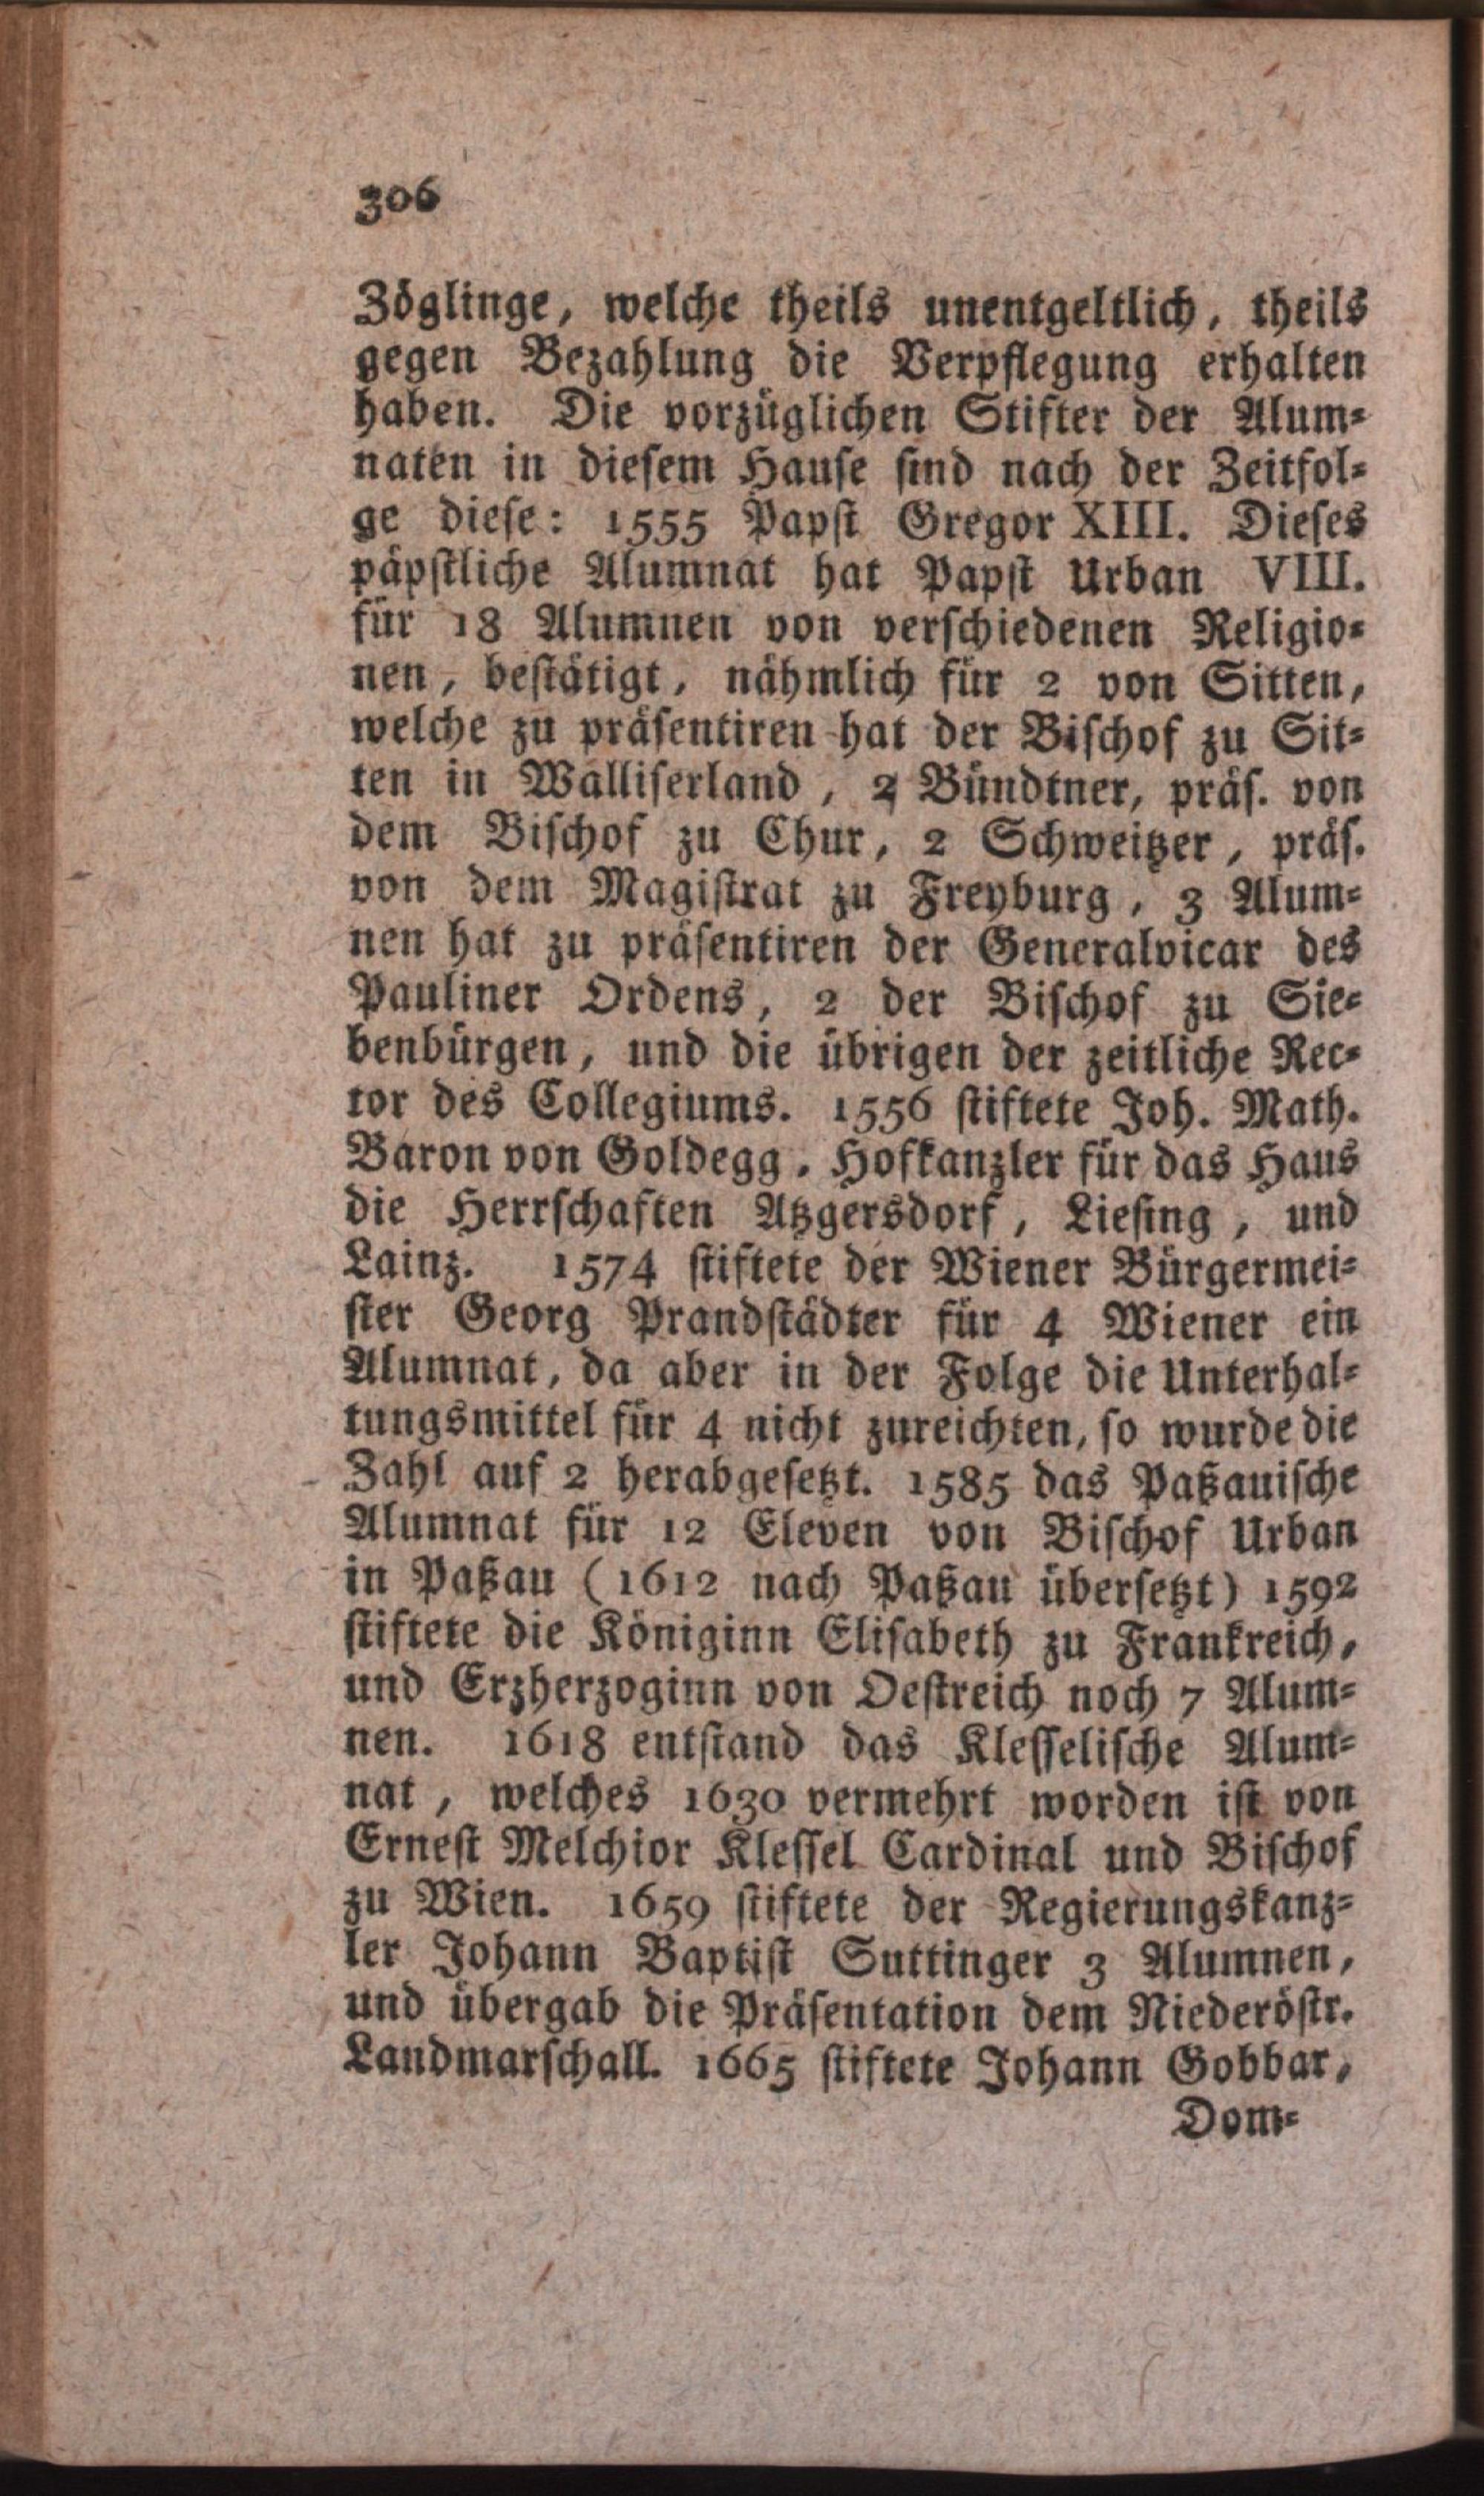 306
Zöglinge, welche theils unentgeltlich, theils
gegen Bezahlung die Verpflegung erhalten
haben. Die vorzüglichen Stifter der Alum=
naten in diesem Hause sind nach der Zeitfol=
ge diese: 1555 Papst Gregor XIII. Dieses
päpstliche Alumnat hat Papst Urban VIII.
für 18 Alumnen von verschiedenen Religio=
nen, bestätigt, nähmlich für 2 von Sitten,
welche zu präsentiren hat der Bischof zu Sit=
ten in Walliserland, 2 Bündtner, präs. von
dem Bischof zu Chur, 2 Schweitzer, präs.
von dem Magistrat zu Freyburg, 3 Alum=
nen hat zu präsentiren der Generalvicar des
Pauliner Ordens, 2 der Bischof zu Sie=
benbürgen, und die übrigen der zeitliche Rec=
tor des Collegiums. 1556 stiftete Joh. Math.
Baron von Goldegg, Hofkanzler für das Haus
die Herrschaften Atzgersdorf, Liesing, und
Lainz. 1574 stiftete der Wiener Bürgermei=
ster Georg Prandstädter für 4 Wiener ein
Alumnat, da aber in der Folge die Unterhal=
tungsmittel für 4 nicht zureichten, so wurde die
Zahl auf 2 herabgesetzt. 1585 das Paßauische
Alumnat für 12 Eleven von Bischof Urban
in Paßau (1612 nach Paßau übersetzt) 1592
stiftete die Königinn Elisabeth zu Frankreich,
und Erzherzoginn von Oestreich noch 7 Alum=
nen. 1618 entstand das Klesselische Alum=
nat, welches 1630 vermehrt worden ist von
Ernest Melchior Klessel Cardinal und Bischof
zu Wien. 1659 stiftete der Regierungskanz=
ler Johann Baptist Suttinger 3 Alumnen,
und übergab die Präsentation dem Niederöstr.
Landmarschall. 1665 stiftete Johann Gobbar,
Dom=